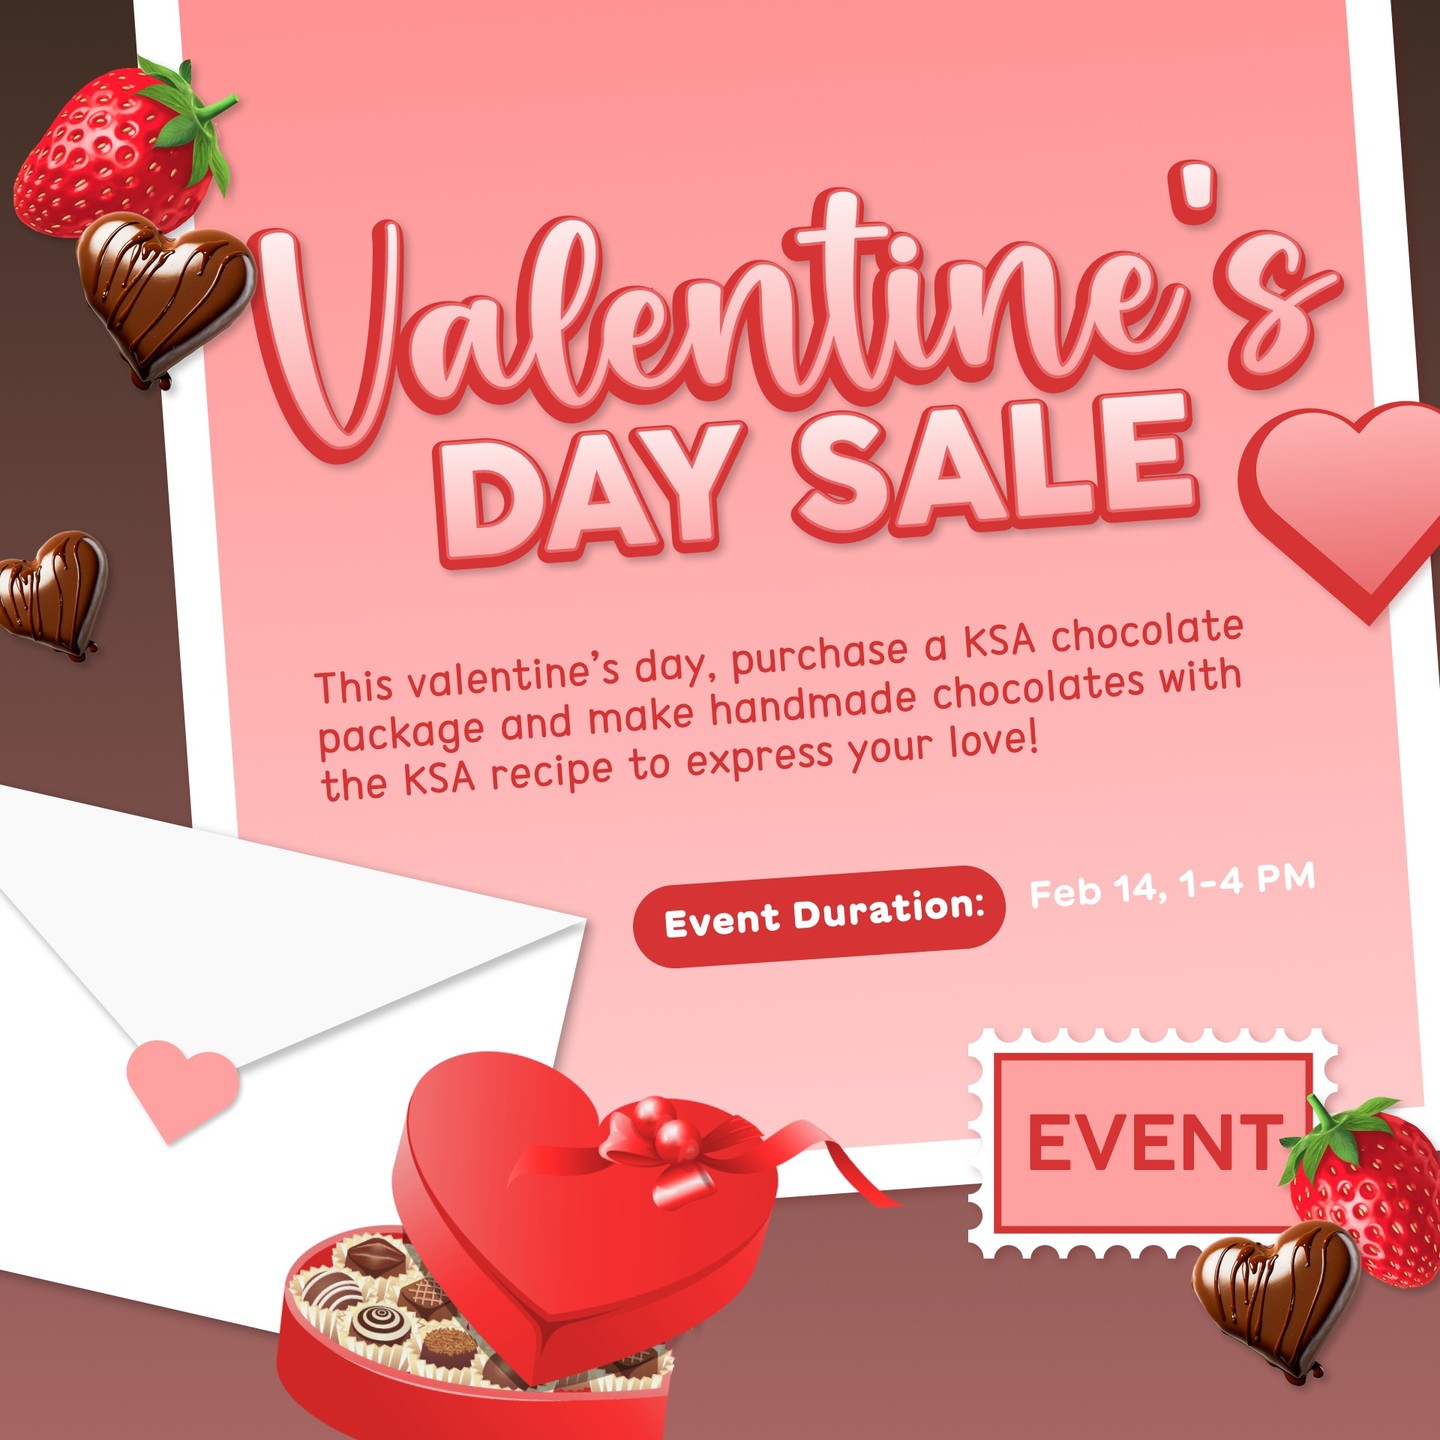 Valentine's
DAY SALE
This valentine’s day, purchase a KSA chocolate
package and make handmade chocolates with
the KSA recipe to express your love!
Event Duration: Feb 14, 1-4 PM
EVENT